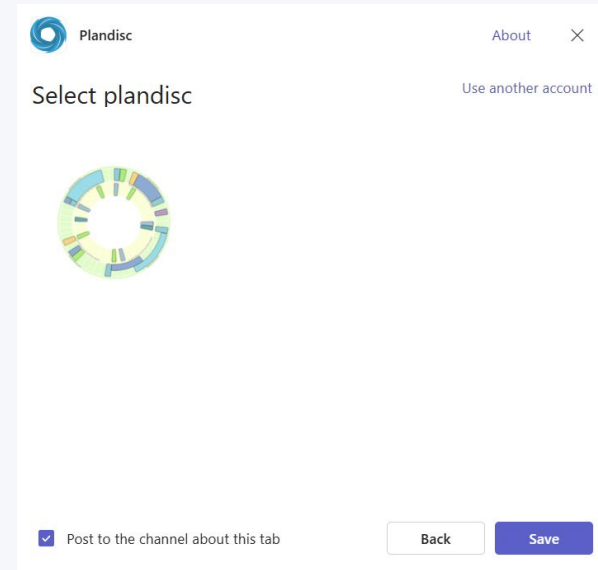 Plandisc
About
Use another account
Select plandisc
Post to the channel about this tab
Back
Save